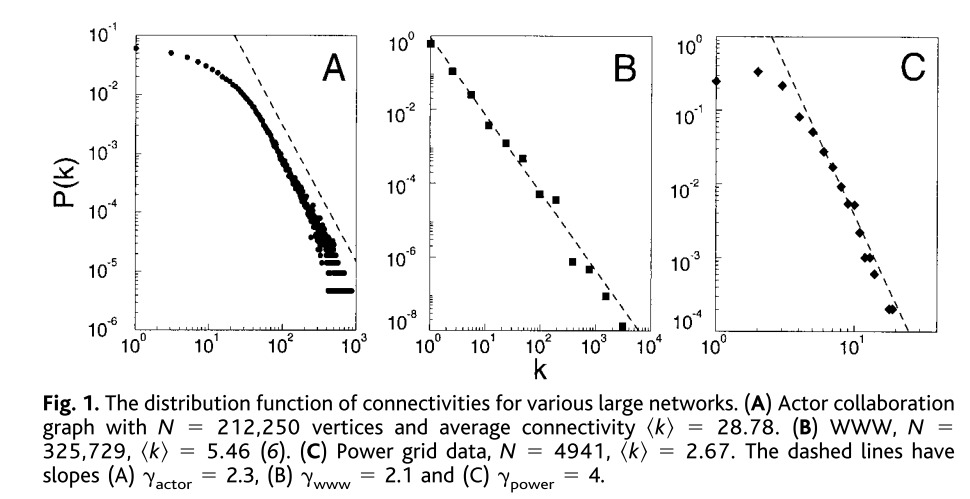 A
B
C
P(k)
10^-1
10^-2
10^-3
10^-4
10^-5
10^-6
10^0 10^1 10^2 10^3
10^0
10^-2
10^-4
10^-6
10^-8
10^0 10^1 10^2 10^3 10^4
10^0
10^-1
10^-2
10^-3
10^-4
10^0 10^1
k
Fig. 1. The distribution function of connectivities for various large networks. (A) Actor collaboration
graph with N = 212,250 vertices and average connectivity ⟨k⟩ = 28.78. (B) WWW, N =
325,729, ⟨k⟩ = 5.46 (6). (C) Power grid data, N = 4941, ⟨k⟩ = 2.67. The dashed lines have
slopes (A) γ_actor = 2.3, (B) γ_www = 2.1 and (C) γ_power = 4.